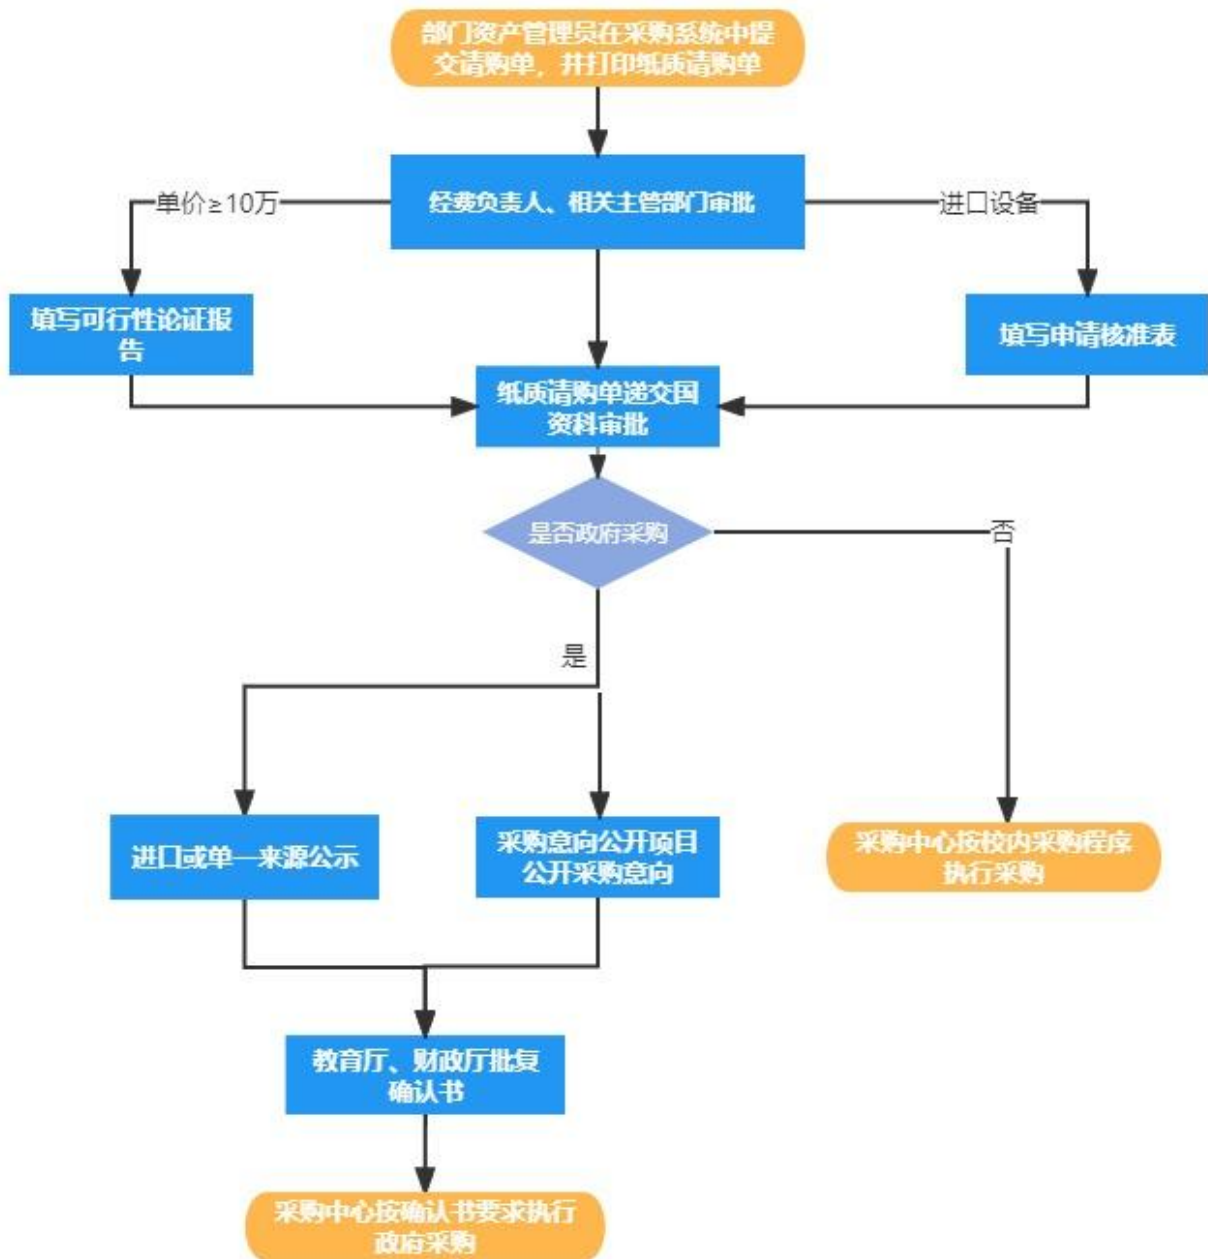 部门资产管理员在采购系统中提
交请购单，并打印纸质请购单
单价≥10万
经费负责人、相关主管部门审批
进口设备
填写可行性论证报
告
填写申请核准表
纸质请购单递交国
资科审批
是否政府采购
否
是
进口或单一来源公示
采购意向公开项目
公开采购意向
采购中心按校内采购程序
执行采购
教育厅、财政厅批复
确认书
采购中心按确认书要求执行
政府采购